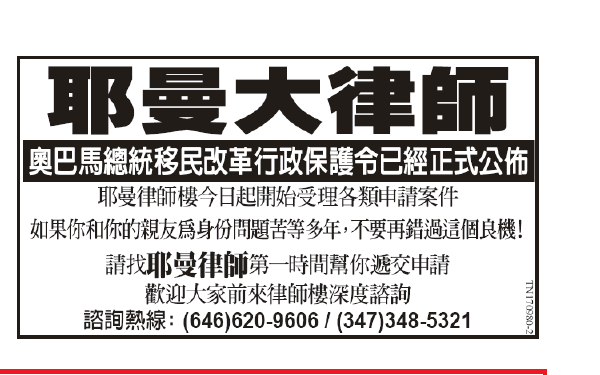 耶曼大律師
奧巴馬總統移民改革行政保護令已經正式公佈
耶曼律師樓今日起開始受理各類申請案件
如果你和你的親友爲身份問題苦等多年，不要再錯過這個良機！
請找耶曼律師第一時間幫你遞交申請
歡迎大家前來律師樓深度諮詢
諮詢熱線：(646)620-9606 / (347)348-5321
TN170980-2